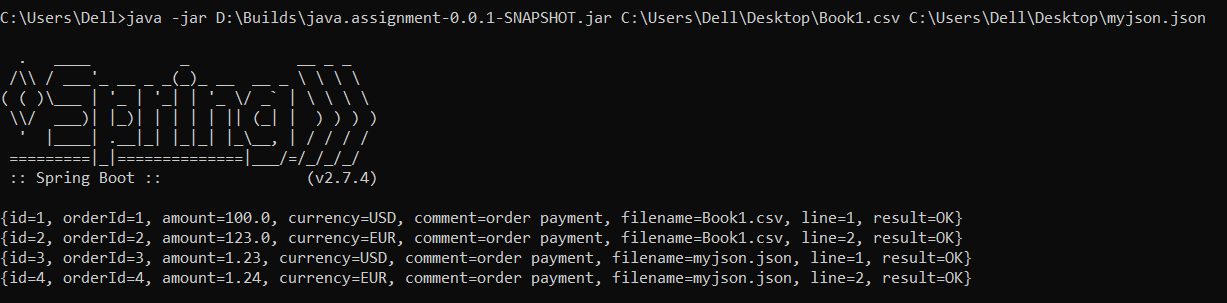 C:\Users\Dell>java -jar D:\Builds\java.assignment-0.0.1-SNAPSHOT.jar C:\Users\Dell\Desktop\Book1.csv C:\Users\Dell\Desktop\myjson.json
  .   ____          _            __ _ _
 /\\ / ___'_ __ _ _(_)_ __  __ _ \ \ \ \
( ( )\___ | '_ | '_| | '_ \/ _` | \ \ \ \
 \\/  ___)| |_)| | | | | || (_| |  ) ) ) )
  '  |____| .__|_| |_|_| |_\__, | / / / /
 =========|_|==============|___/=/_/_/_/
 :: Spring Boot ::                (v2.7.4)
{id=1, orderId=1, amount=100.0, currency=USD, comment=order payment, filename=Book1.csv, line=1, result=OK}
{id=2, orderId=2, amount=123.0, currency=EUR, comment=order payment, filename=Book1.csv, line=2, result=OK}
{id=3, orderId=3, amount=1.23, currency=USD, comment=order payment, filename=myjson.json, line=1, result=OK}
{id=4, orderId=4, amount=1.24, currency=EUR, comment=order payment, filename=myjson.json, line=2, result=OK}